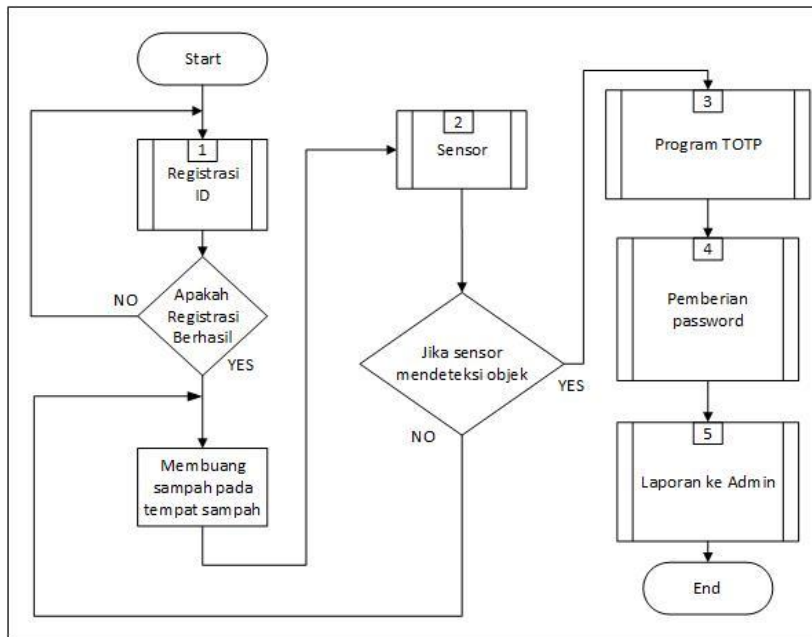 Start
1
Registrasi
ID
NO
Apakah
Registrasi
Berhasil
YES
Membuang
sampah pada
tempat sampah
2
Sensor
Jika sensor
mendeteksi objek
YES
NO
3
Program TOTP
4
Pemberian
password
5
Laporan ke Admin
End